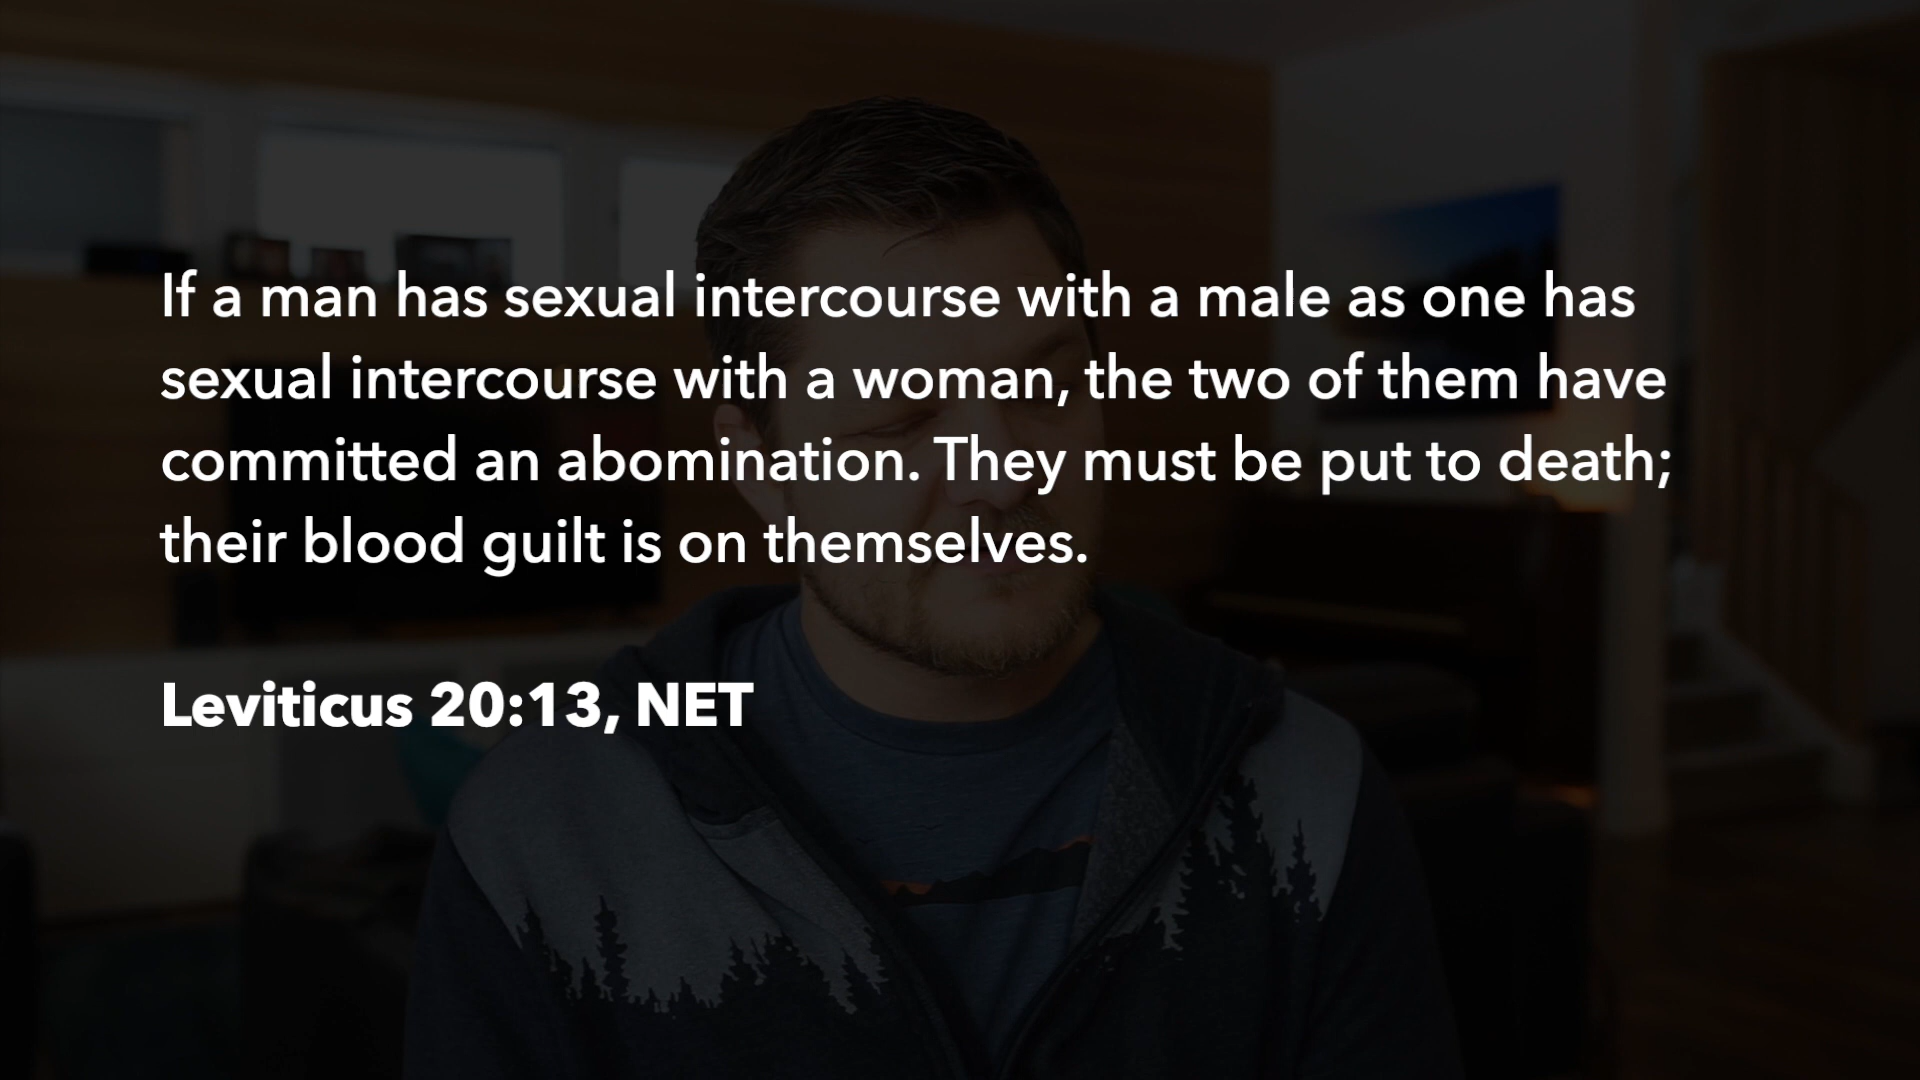 If a man has sexual intercourse with a male as one has
sexual intercourse with a woman, the two of them have
committed an abomination. They must be put to death;
their blood guilt is on themselves.
Leviticus 20:13, NET